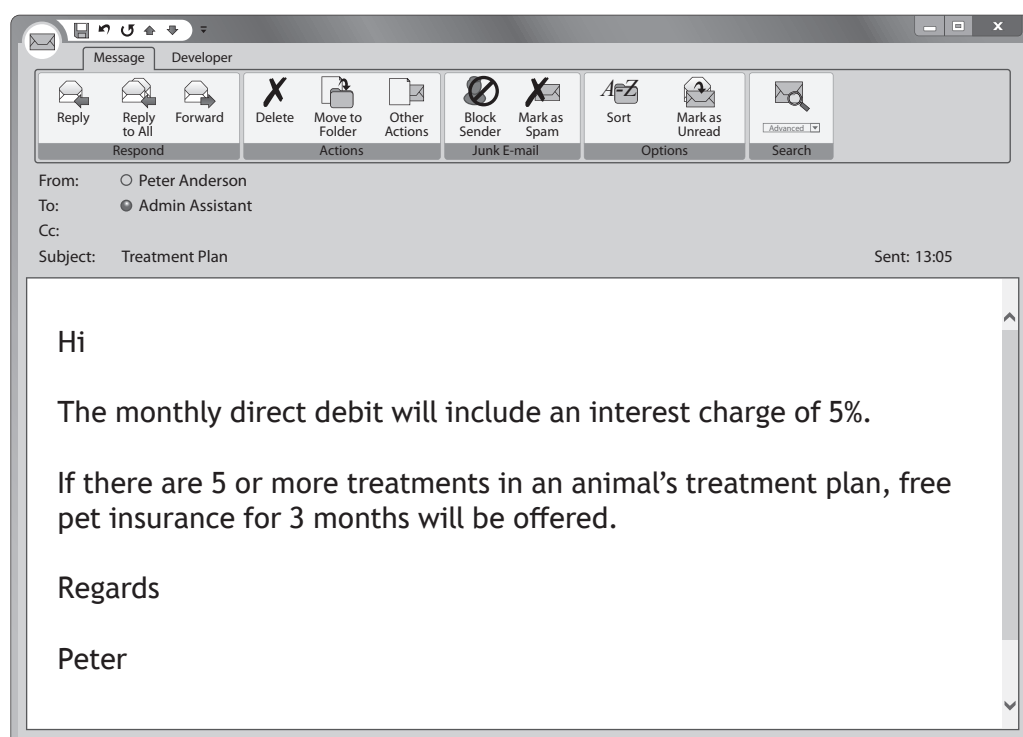 Message Developer
Reply Reply to All Forward Delete Move to Folder Other Actions Block Sender Mark as Spam A-Z Sort Mark as Unread Advanced
Respond Actions Junk E-mail Options Search
From: Peter Anderson
To: Admin Assistant
Cc:
Subject: Treatment Plan Sent: 13:05
Hi
The monthly direct debit will include an interest charge of 5%.
If there are 5 or more treatments in an animal’s treatment plan, free
pet insurance for 3 months will be offered.
Regards
Peter